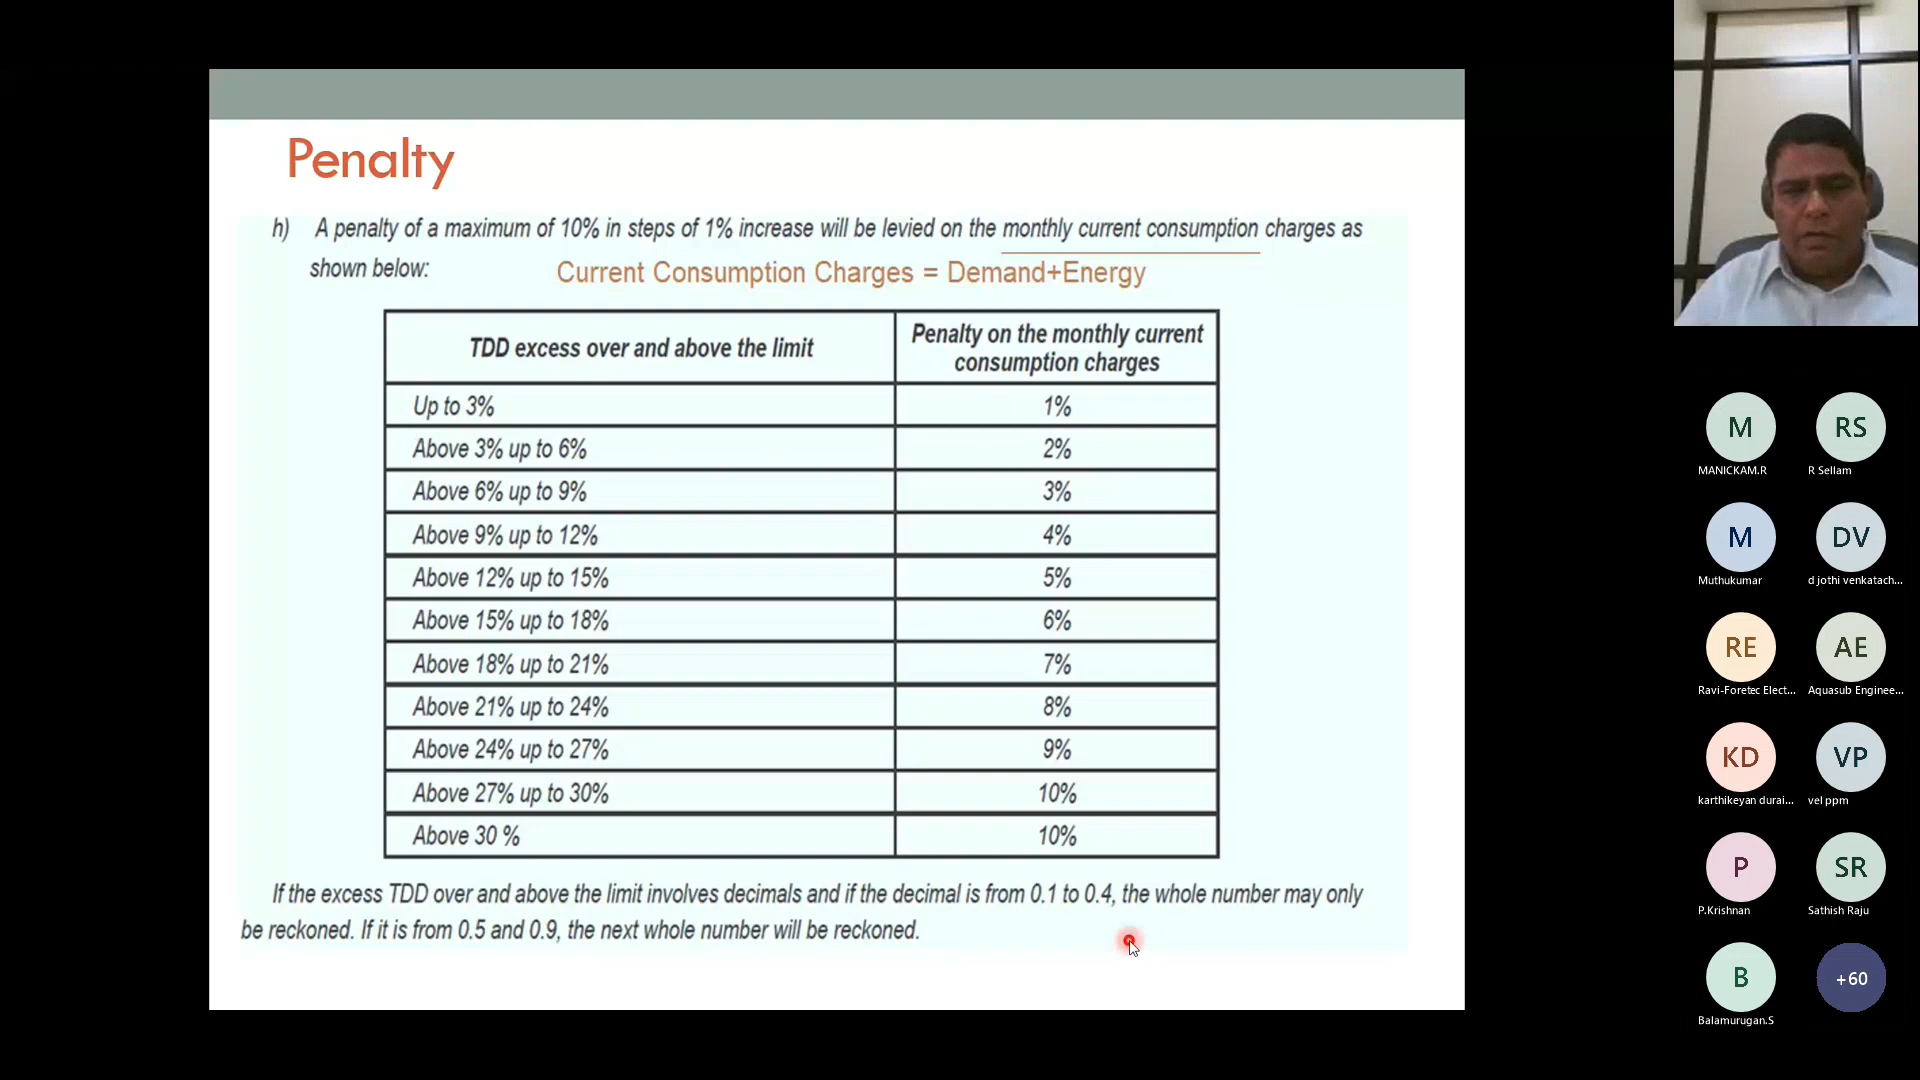 Penalty
h) A penalty of a maximum of 10% in steps of 1% increase will be levied on the monthly current consumption charges as
shown below:
Current Consumption Charges = Demand+Energy
TDD excess over and above the limit
Penalty on the monthly current
consumption charges
Up to 3% 1%
Above 3% up to 6% 2%
Above 6% up to 9% 3%
Above 9% up to 12% 4%
Above 12% up to 15% 5%
Above 15% up to 18% 6%
Above 18% up to 21% 7%
Above 21% up to 24% 8%
Above 24% up to 27% 9%
Above 27% up to 30% 10%
Above 30 % 10%
If the excess TDD over and above the limit involves decimals and if the decimal is from 0.1 to 0.4, the whole number may only
be reckoned. If it is from 0.5 and 0.9, the next whole number will be reckoned.
M RS
MANICKAM.R R Sellam
M DV
Muthukumar d jothi venkatach...
RE AE
Ravi-Foretec Elect... Aquasub Enginee...
KD VP
karthikeyan durai... vel ppm
P SR
P.Krishnan Sathish Raju
B +60
Balamurugan.S